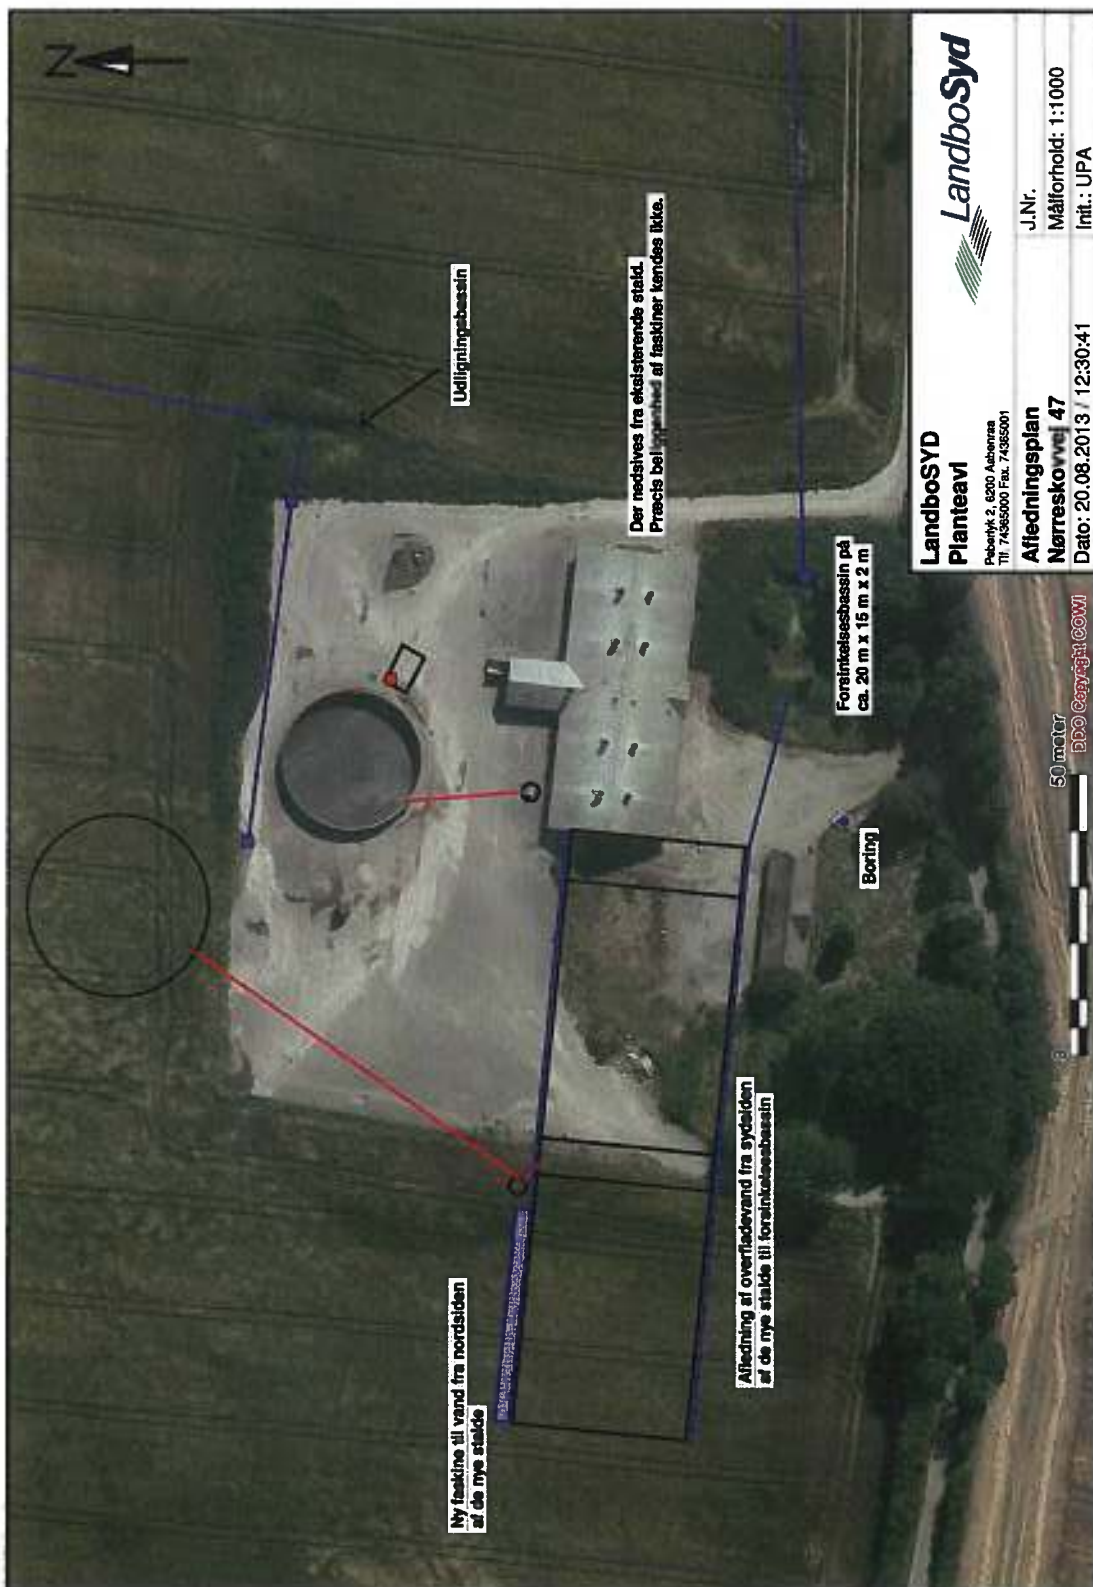 N
Udligningsbassin
Der nedsives fra eksisterende stald.
Præcis beliggenhed af faskiner kendes ikke.
Ny faskine til vand fra nordsiden
af de nye stalde
Forsinkelsesbassin på
ca. 20 m x 15 m x 2 m
Boring
Afledning af overfladevand fra sydsiden
af de nye stalde til forsinkelsesbassin
0
50 meter
DDO Copyright COWI
LandboSYD
Planteavl
Peberlyk 2, 6200 Aabenraa
Tlf. 74365000 Fax. 74365001
LandboSyd
Afledningsplan
Nørreskovvej 47
Dato: 20.08.2013 / 12:30:41
J.Nr.
Målforhold: 1:1000
Init.: UPA